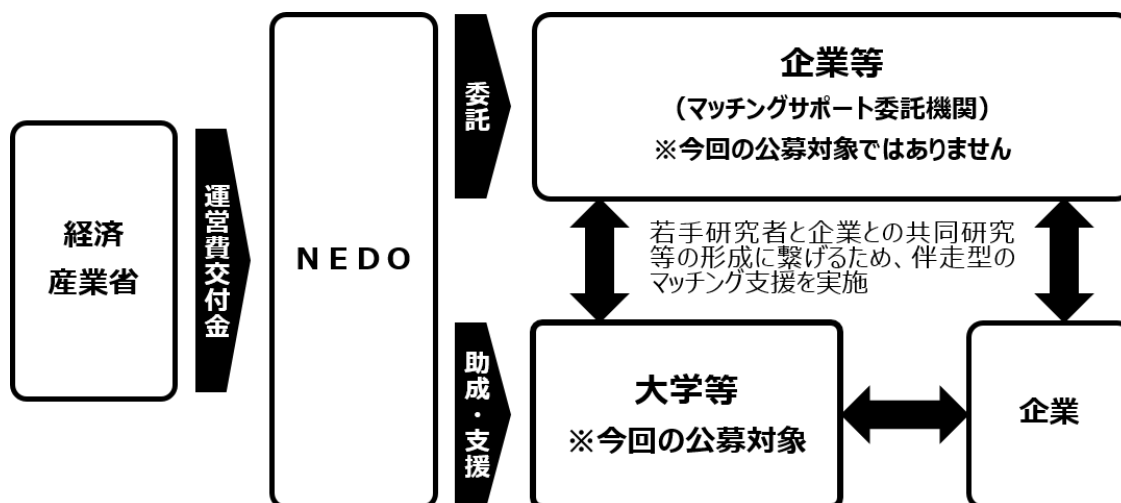 経済
産業省
運営費交付金
ＮＥＤＯ
委託
企業等
（マッチングサポート委託機関）
※今回の公募対象ではありません
若手研究者と企業との共同研究
等の形成に繋げるため、伴走型の
マッチング支援を実施
助成・支援
大学等
※今回の公募対象
企業